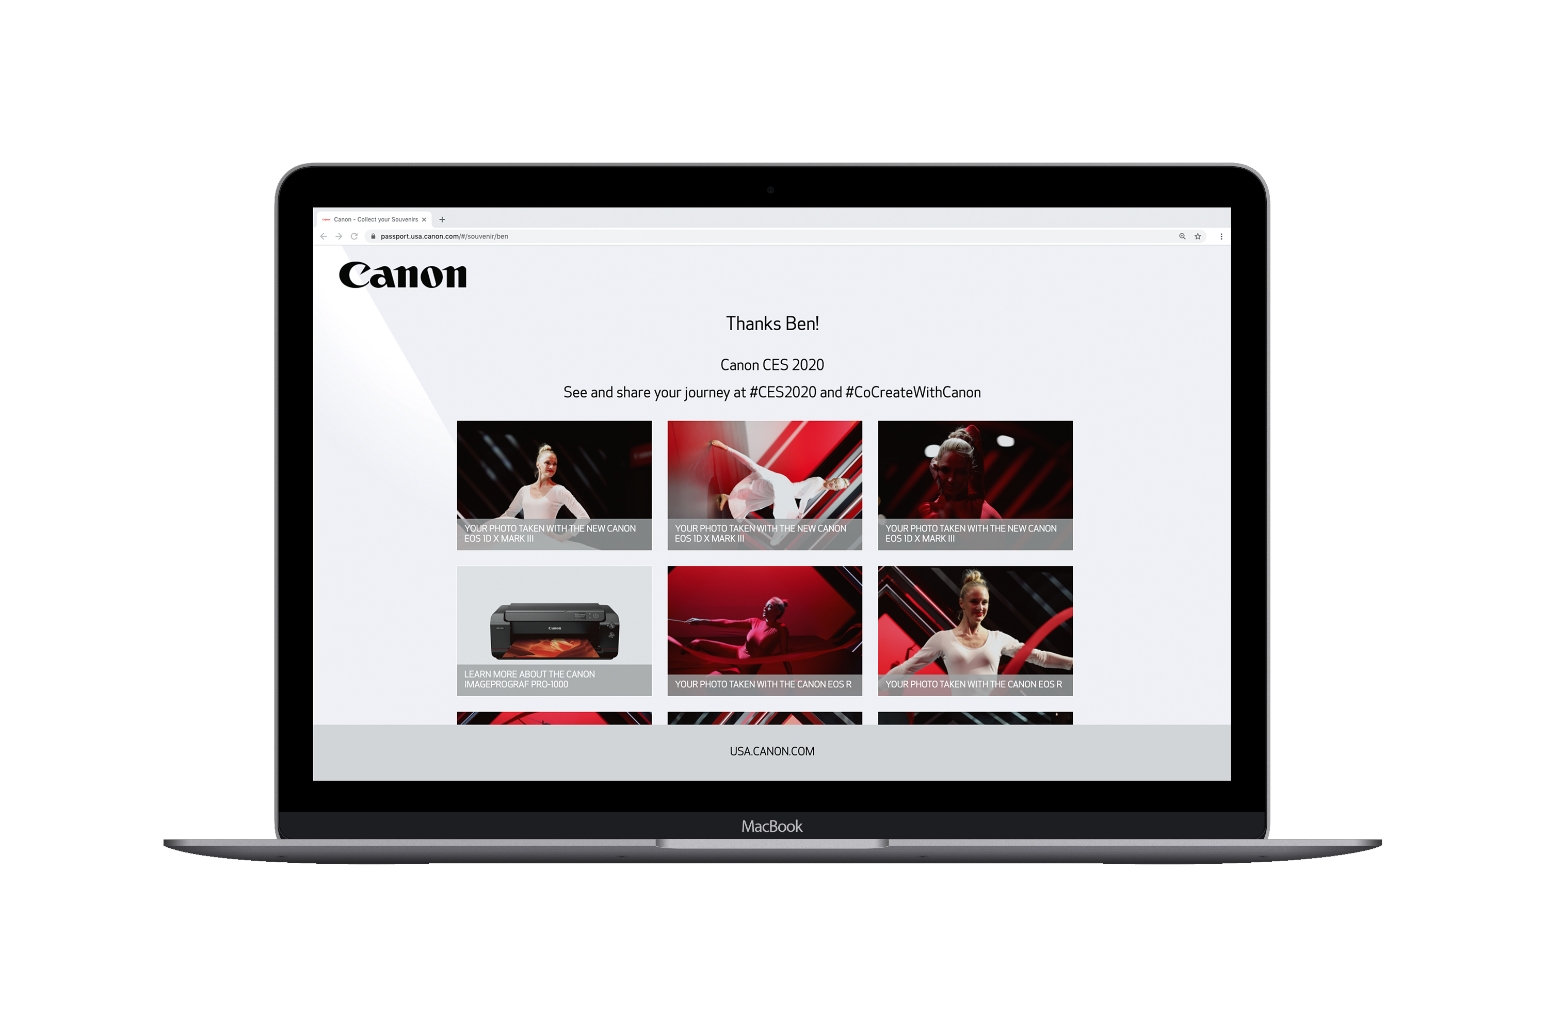 Canon - Collect your Souvenirs
passport.usa.canon.com/#/souvenir/ben
Canon
Thanks Ben!
Canon CES 2020
See and share your journey at #CES2020 and #CoCreateWithCanon
YOUR PHOTO TAKEN WITH THE NEW CANON
EOS 1D X MARK III
YOUR PHOTO TAKEN WITH THE NEW CANON
EOS 1D X MARK III
YOUR PHOTO TAKEN WITH THE NEW CANON
EOS 1D X MARK III
Canon
LEARN MORE ABOUT THE CANON
IMAGEPROGRAF PRO-1000
YOUR PHOTO TAKEN WITH THE CANON EOS R
YOUR PHOTO TAKEN WITH THE CANON EOS R
USA.CANON.COM
MacBook